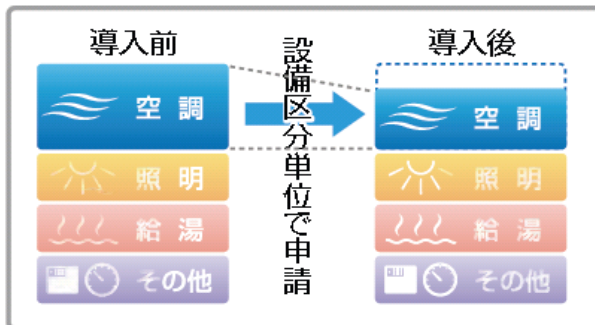 導入前
空調
照明
給湯
その他
設備区分単位で申請
導入後
空調
照明
給湯
その他